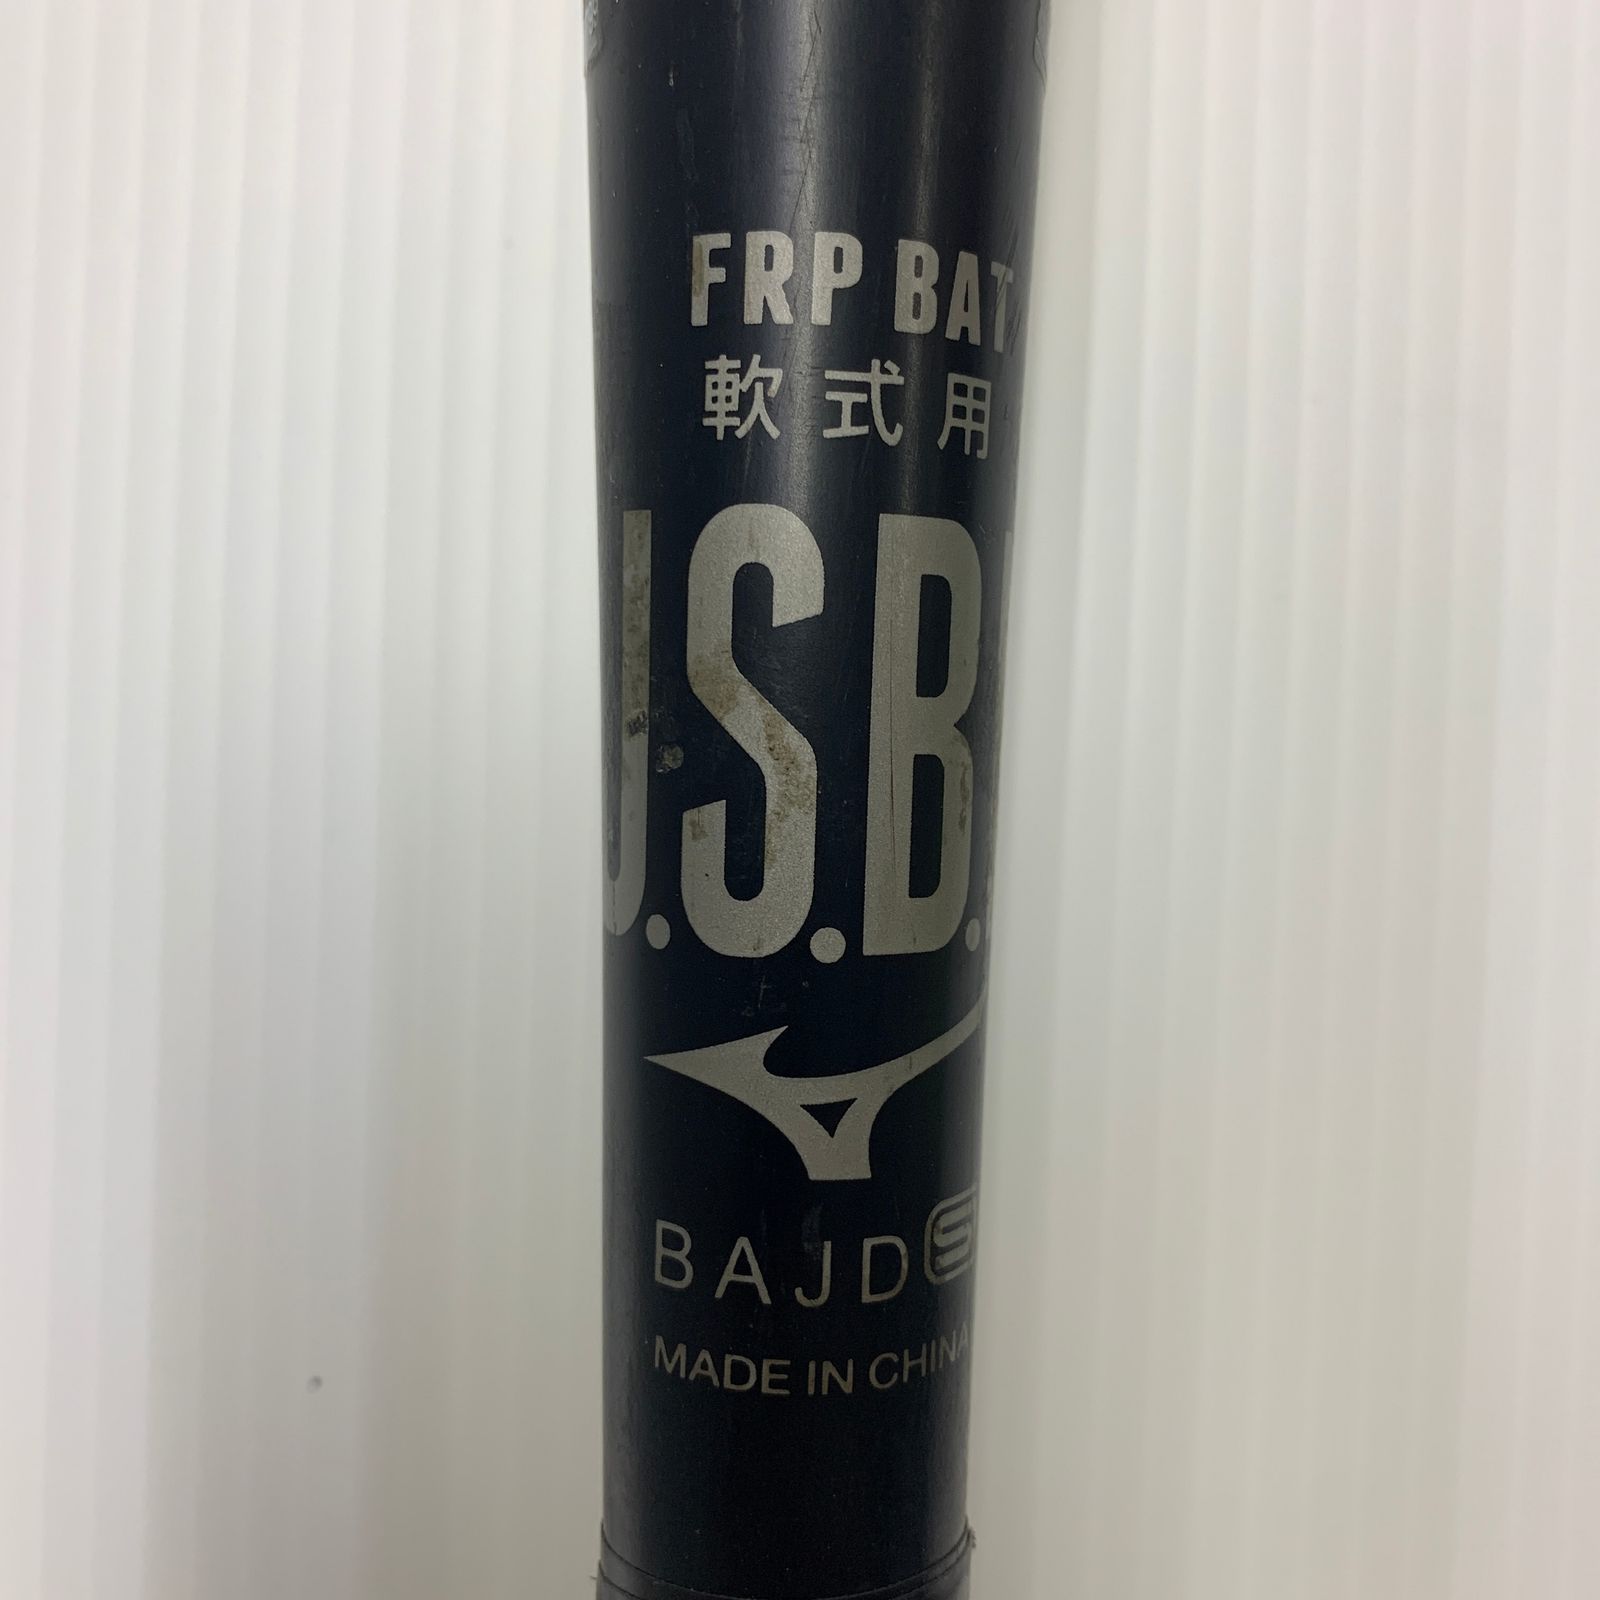 FRP BAT
軟式用
J.S.B.
BAJD S
MADE IN CHINA